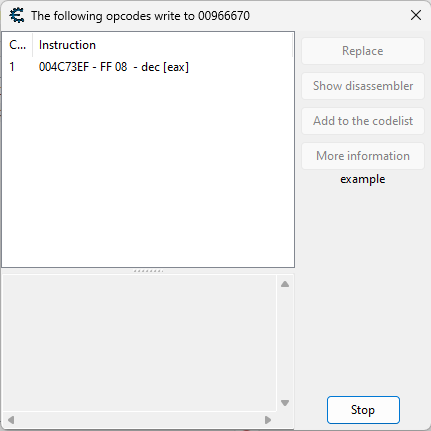 The following opcodes write to 00966670
C... Instruction
1 004C73EF - FF 08 - dec [eax]
Replace
Show disassembler
Add to the codelist
More information
example
Stop